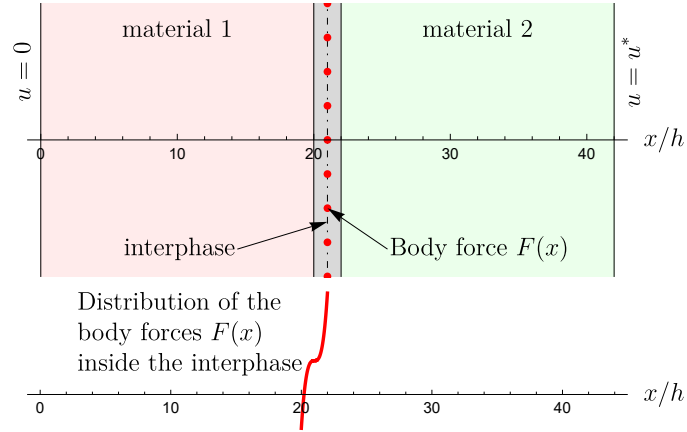 material 1
material 2
u = 0
u = u*
0
10
20
30
40
x/h
interphase
Body force F(x)
Distribution of the
body forces F(x)
inside the interphase
0
10
20
30
40
x/h